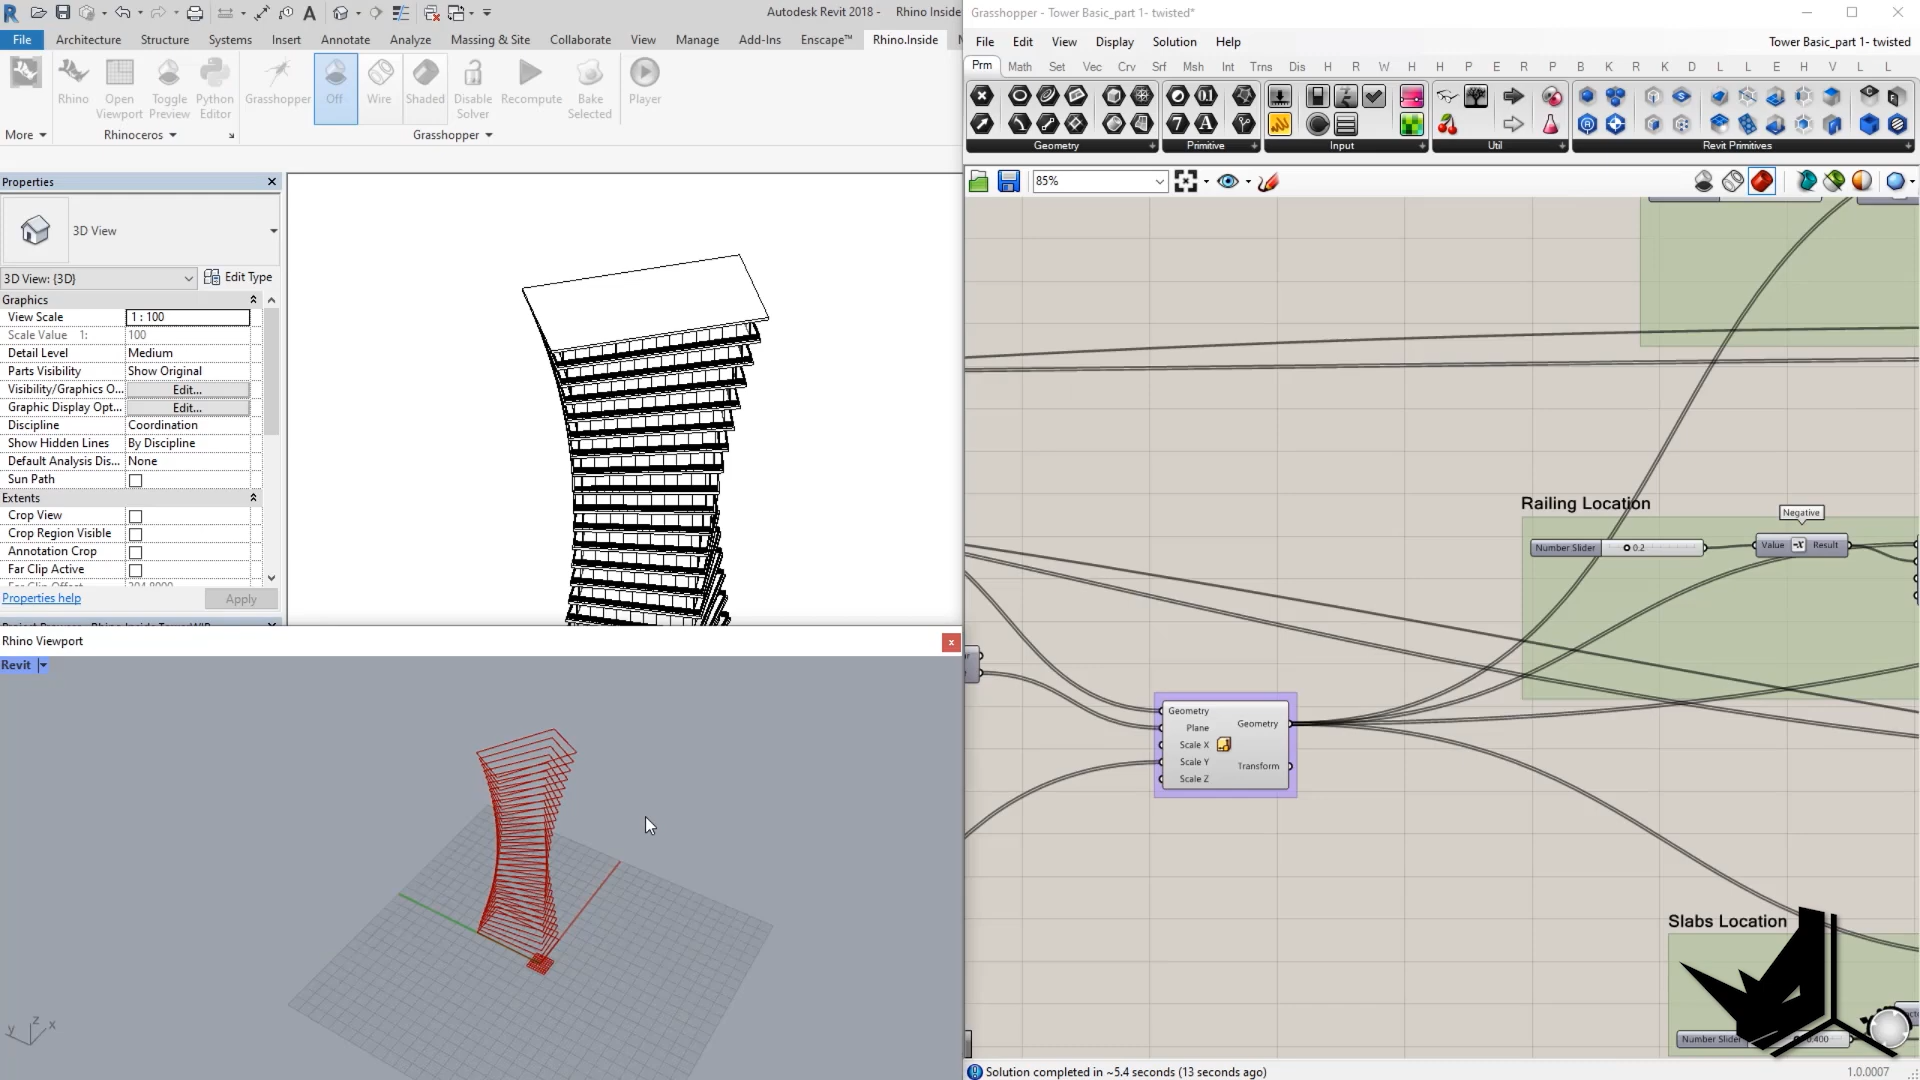 Autodesk Revit 2018 - Rhino Inside
File Architecture Structure Systems Insert Annotate Analyze Massing & Site Collaborate View Manage Add-Ins Enscape™ Rhino.Inside
Rhino Open Viewport Toggle Preview Python Editor Grasshopper Off Wire Shaded Disable Solver Recompute Bake Selected Player
More Rhinoceros Grasshopper
Properties
3D View
3D View: {3D} Edit Type
Graphics
View Scale 1 : 100
Scale Value 1: 100
Detail Level Medium
Parts Visibility Show Original
Visibility/Graphics O... Edit...
Graphic Display Opt... Edit...
Discipline Coordination
Show Hidden Lines By Discipline
Default Analysis Dis... None
Sun Path
Extents
Crop View
Crop Region Visible
Annotation Crop
Far Clip Active
Properties help Apply
Rhino Viewport
Revit
z
y x
Grasshopper - Tower Basic_part 1- twisted*
File Edit View Display Solution Help Tower Basic_part 1- twisted
Prm Math Set Vec Crv Srf Msh Int Trns Dis H R W H H P E R P B K R K D L L E H V L L
Geometry Primitive Input Util Revit Primitives
85%
Railing Location
Negative
Number Slider 0.2 Value -X Result
Geometry
Plane Geometry
Scale X
Scale Y Transform
Scale Z
Slabs Location
Number Slider
Solution completed in ~5.4 seconds (13 seconds ago) 1.0.0007